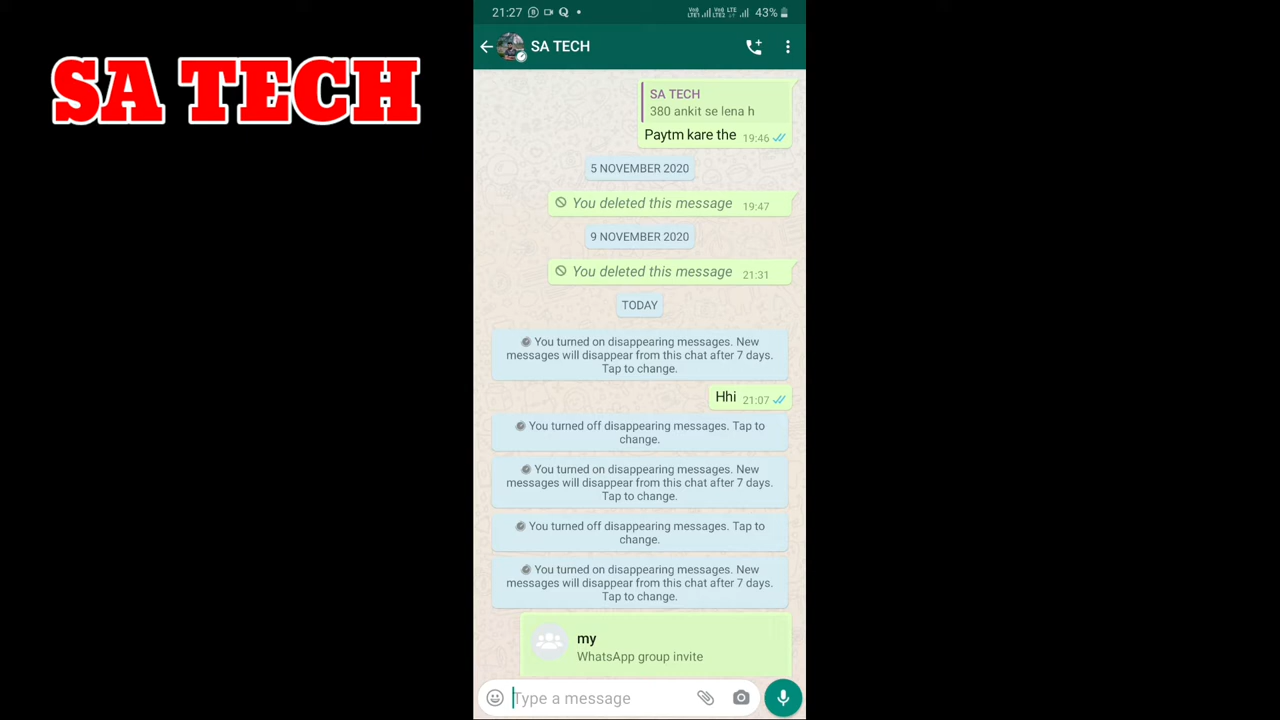 SA TECH
21:27 43%
SA TECH
SA TECH
380 ankit se lena h
Paytm kare the 19:46
5 NOVEMBER 2020
You deleted this message 19:47
9 NOVEMBER 2020
You deleted this message 21:31
TODAY
You turned on disappearing messages. New
messages will disappear from this chat after 7 days.
Tap to change.
Hhi 21:07
You turned off disappearing messages. Tap to
change.
You turned on disappearing messages. New
messages will disappear from this chat after 7 days.
Tap to change.
You turned off disappearing messages. Tap to
change.
You turned on disappearing messages. New
messages will disappear from this chat after 7 days.
Tap to change.
my
WhatsApp group invite
Type a message